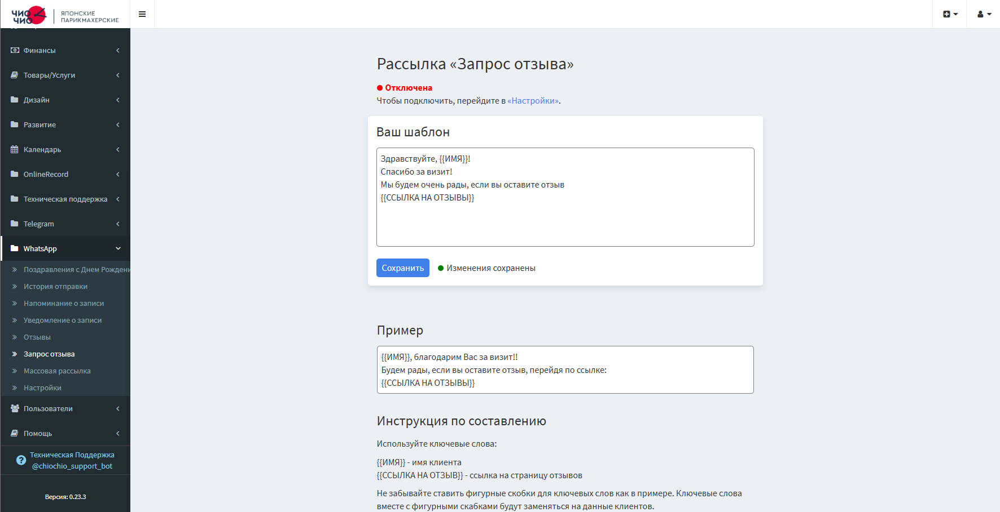 ЧИО ЧИО
ЯПОНСКИЕ
ПАРИКМАХЕРСКИЕ
Финансы
Товары/Услуги
Дизайн
Развитие
Календарь
OnlineRecord
Техническая поддержка
Telegram
WhatsApp
Поздравления с Днем Рождени
История отправки
Напоминание о записи
Уведомление о записи
Отзывы
Запрос отзыва
Массовая рассылка
Настройки
Пользователи
Помощь
Техническая Поддержка
@chiochio_support_bot
Версия: 0.23.3
Рассылка «Запрос отзыва»
Отключена
Чтобы подключить, перейдите в «Настройки».
Ваш шаблон
Здравствуйте, {{ИМЯ}}!
Спасибо за визит!
Мы будем очень рады, если вы оставите отзыв
{{ССЫЛКА НА ОТЗЫВЫ}}
Сохранить
Изменения сохранены
Пример
{{ИМЯ}}, благодарим Вас за визит!!
Будем рады, если вы оставите отзыв, перейдя по ссылке:
{{ССЫЛКА НА ОТЗЫВЫ}}
Инструкция по составлению
Используйте ключевые слова:
{{ИМЯ}} - имя клиента
{{ССЫЛКА НА ОТЗЫВ}} - ссылка на страницу отзывов
Не забывайте ставить фигурные скобки для ключевых слов как в примере. Ключевые слова
вместе с фигурными скабками будут заменяться на данные клиентов.